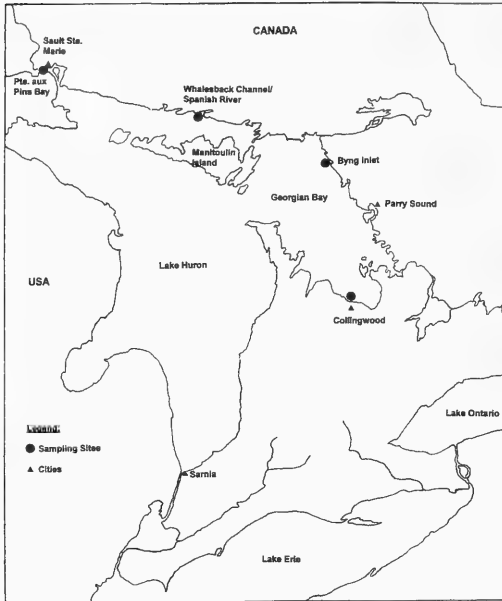 CANADA
Sault Ste.
Marie
Pte. aux
Pins Bay
Whalesback Channel/
Spanish River
Manitoulin
Island
Byng Inlet
Georgian Bay
Parry Sound
Lake Huron
USA
Collingwood
Lake Ontario
Legend:
Sampling Sites
Cities
Sarnia
Lake Erie